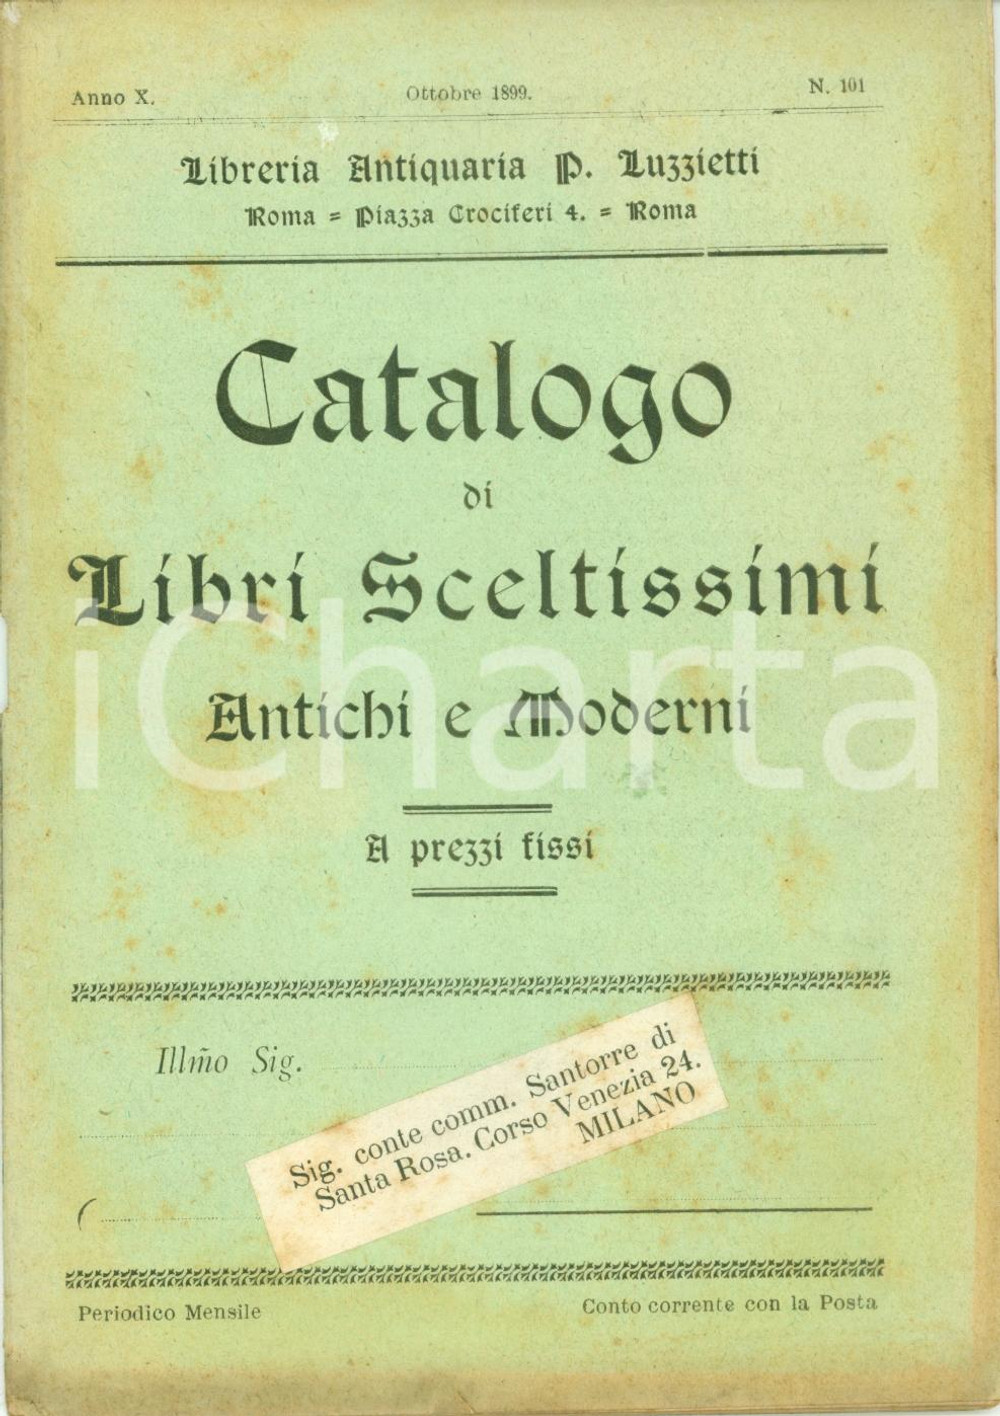 Anno X.
Ottobre 1899.
N. 101
Libreria Antiquaria P. Luzzietti
Roma = Piazza Crociferi 4. = Roma
Catalogo
di
Libri Sceltissimi
iCharta
Antichi e Moderni
A prezzi fissi
Illm̃o Sig.
Sig. conte comm. Santorre di
Santa Rosa. Corso Venezia 24.
MILANO
(
Periodico Mensile
Conto corrente con la Posta